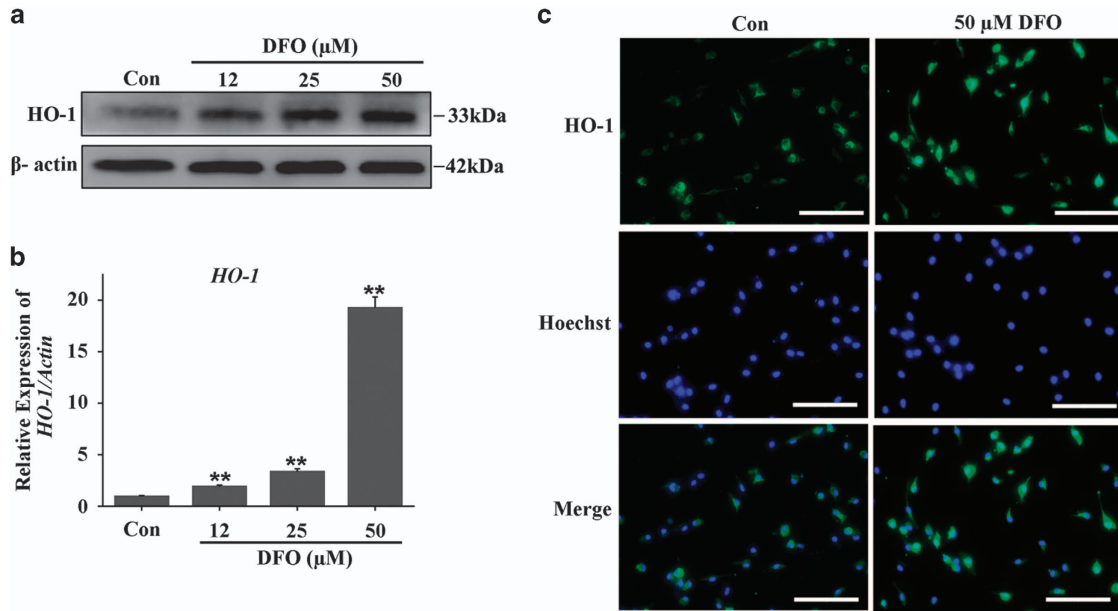 a
DFO (μM)
Con 12 25 50
HO-1 –33kDa
β- actin –42kDa
b
HO-1
Relative Expression of
HO-1/Actin
20
15
10
5
0
**
**
**
Con 12 25 50
DFO (μM)
c
Con 50 μM DFO
HO-1
Hoechst
Merge